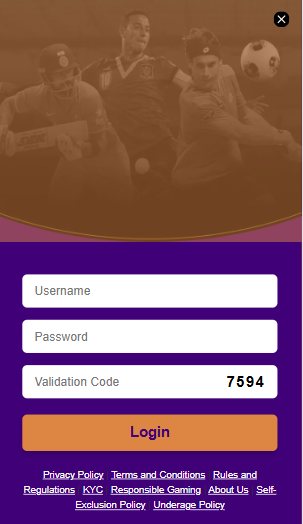 Username
Password
Validation Code 7594
Login
Privacy Policy Terms and Conditions Rules and
Regulations KYC Responsible Gaming About Us Self-
Exclusion Policy Underage Policy